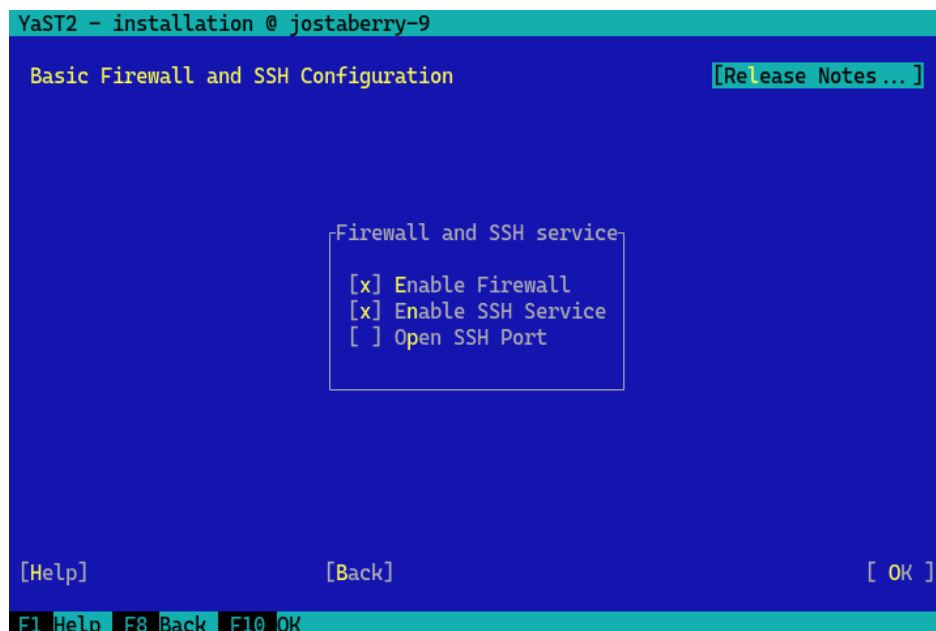 YaST2 - installation @ jostaberry-9
Basic Firewall and SSH Configuration [Release Notes...]
Firewall and SSH service
[x] Enable Firewall
[x] Enable SSH Service
[ ] Open SSH Port
[Help] [Back] [ OK ]
F1 Help F8 Back F10 OK